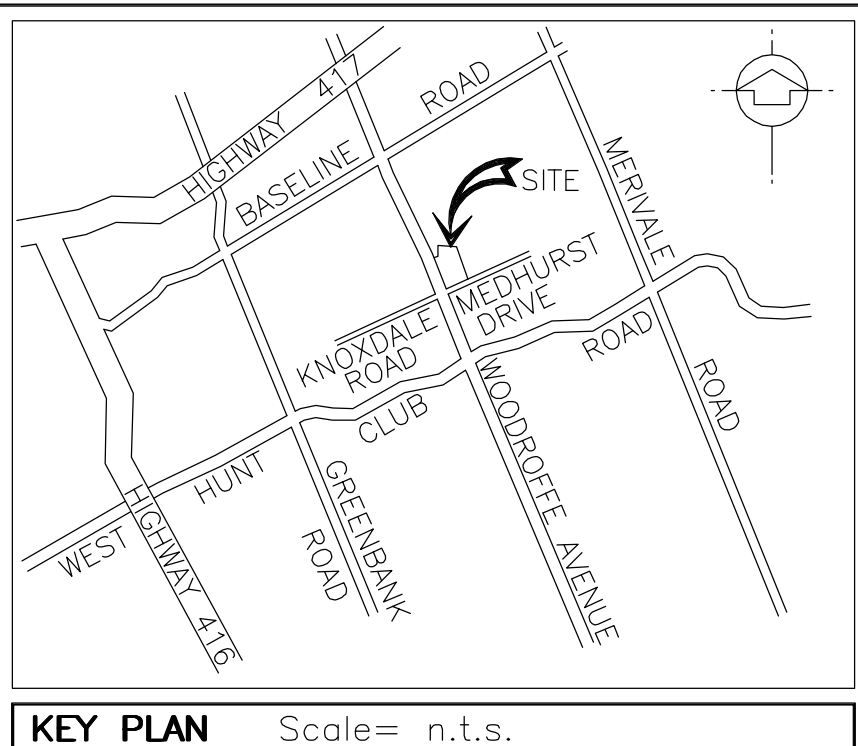 HIGHWAY 417
BASELINE ROAD
SITE
MERIVALE ROAD
KNOXDALE
ROAD
MEDHURST
DRIVE
WEST HUNT CLUB ROAD
GREENBANK
ROAD
WOODROFFE AVENUE
HIGHWAY 416
KEY PLAN Scale= n.t.s.